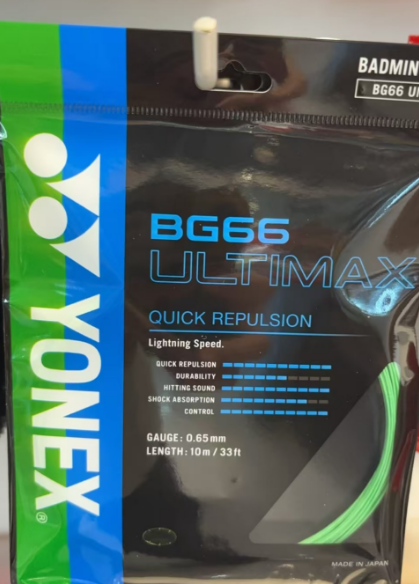 BADMIN
BG66 U
YONEX®
BG66
ULTIMAX
QUICK REPULSION
Lightning Speed.
QUICK REPULSION
DURABILITY
HITTING SOUND
SHOCK ABSORPTION
CONTROL
GAUGE: 0.65mm
LENGTH: 10m / 33ft
MADE IN JAPAN